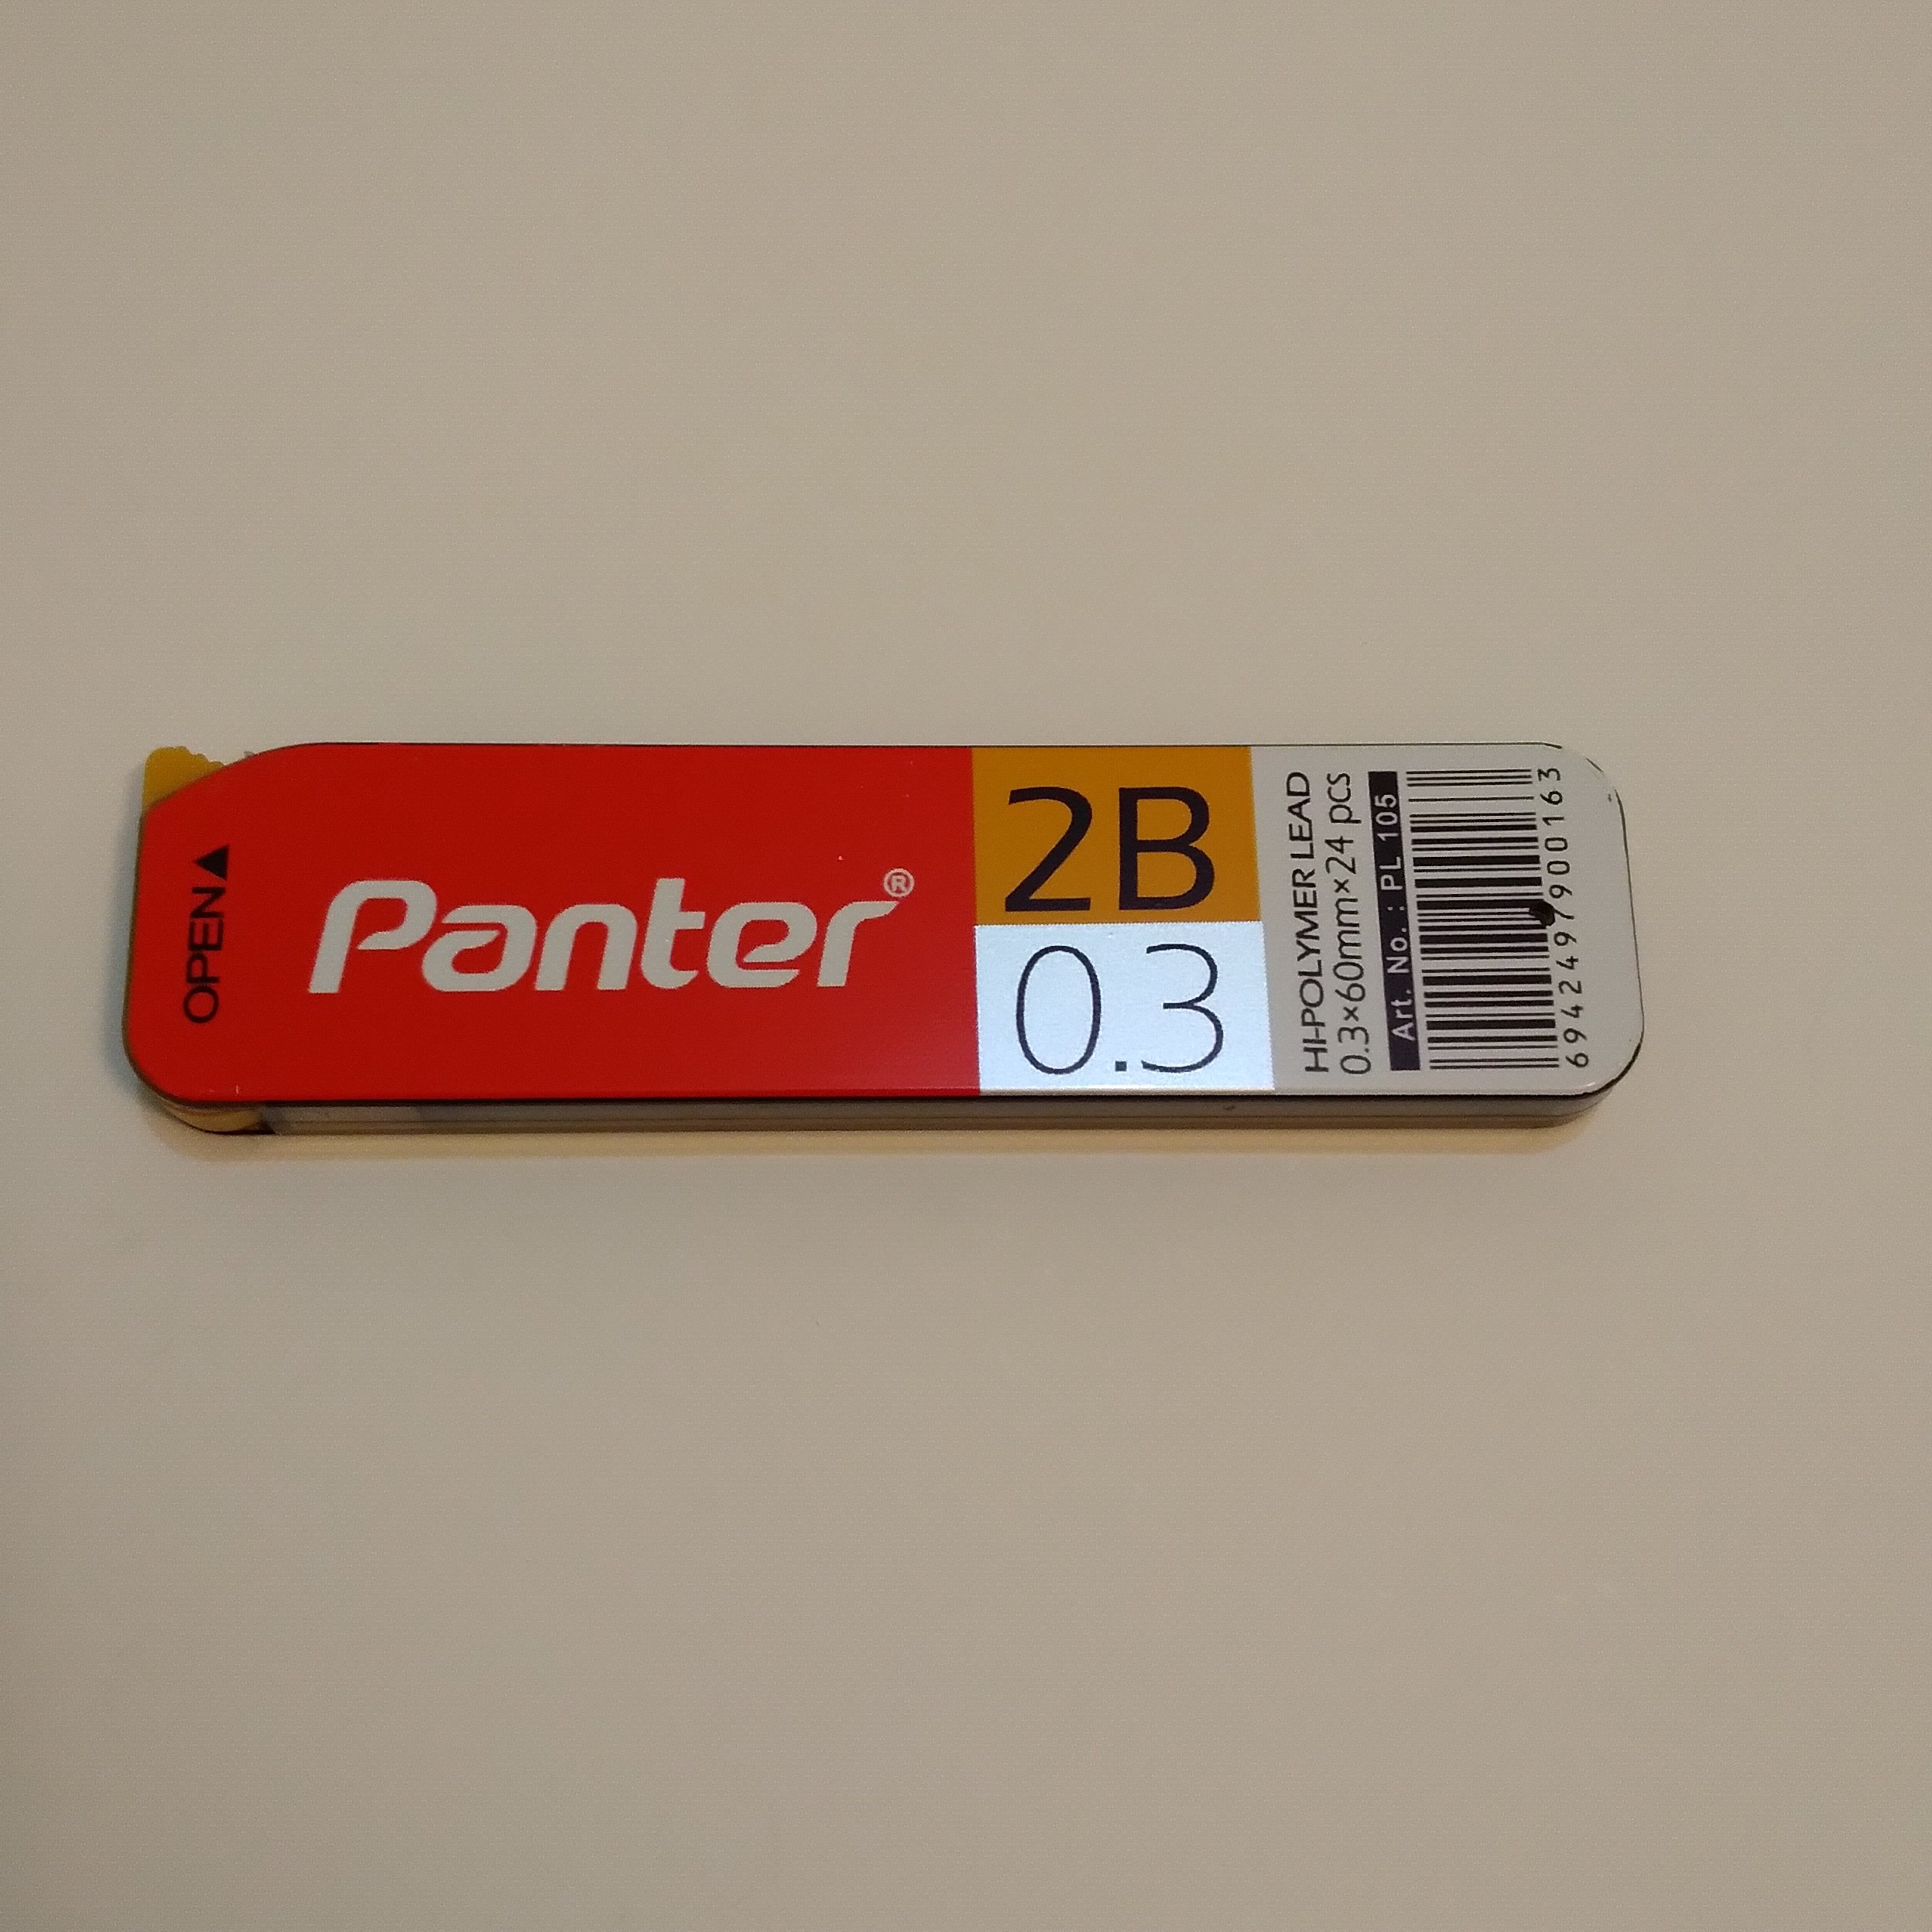 OPEN▲
Panter®
2B
0.3
HI-POLYMER LEAD
0.3×60mm×24 pcs
Art. No. : PL 105
6942497900163